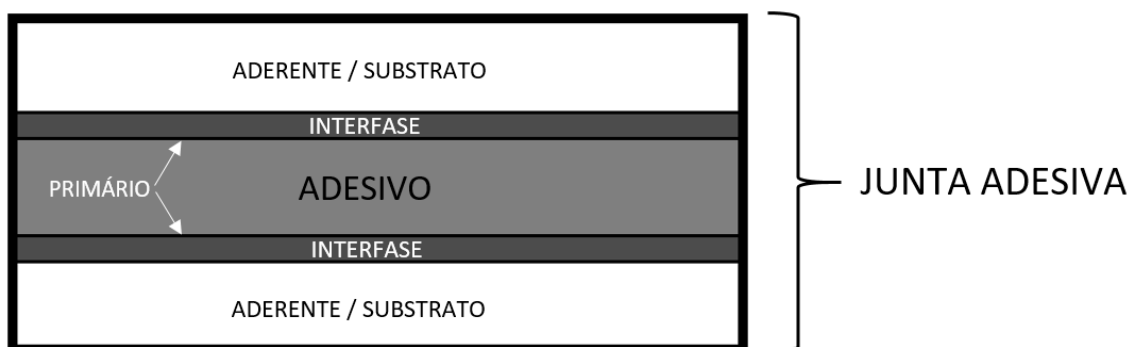 ADERENTE / SUBSTRATO
INTERFASE
PRIMÁRIO
ADESIVO
JUNTA ADESIVA
INTERFASE
ADERENTE / SUBSTRATO